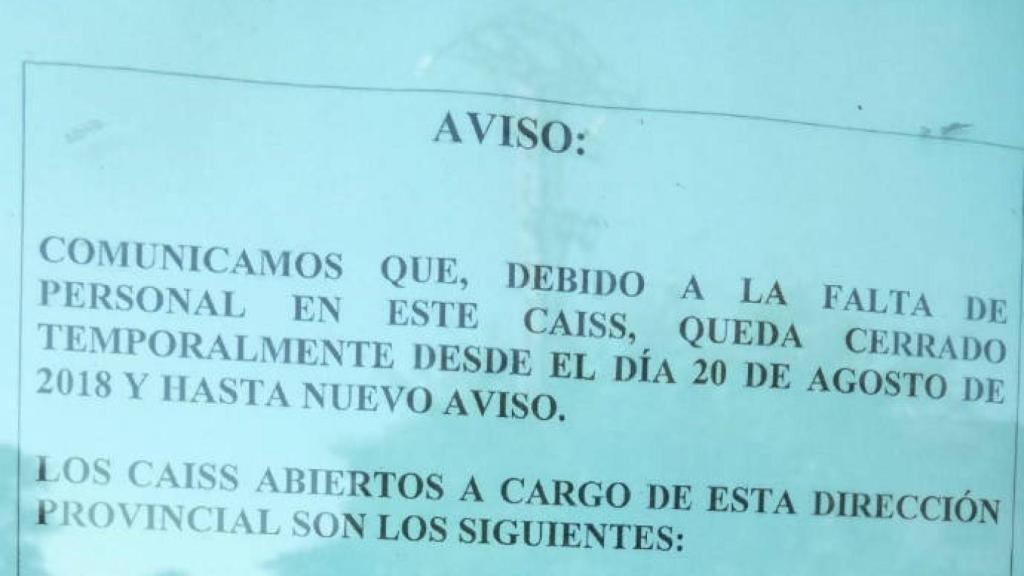 AVISO:
COMUNICAMOS QUE, DEBIDO A LA FALTA DE
PERSONAL EN ESTE CAISS, QUEDA CERRADO
TEMPORALMENTE DESDE EL DÍA 20 DE AGOSTO DE
2018 Y HASTA NUEVO AVISO.
LOS CAISS ABIERTOS A CARGO DE ESTA DIRECCIÓN
PROVINCIAL SON LOS SIGUIENTES: